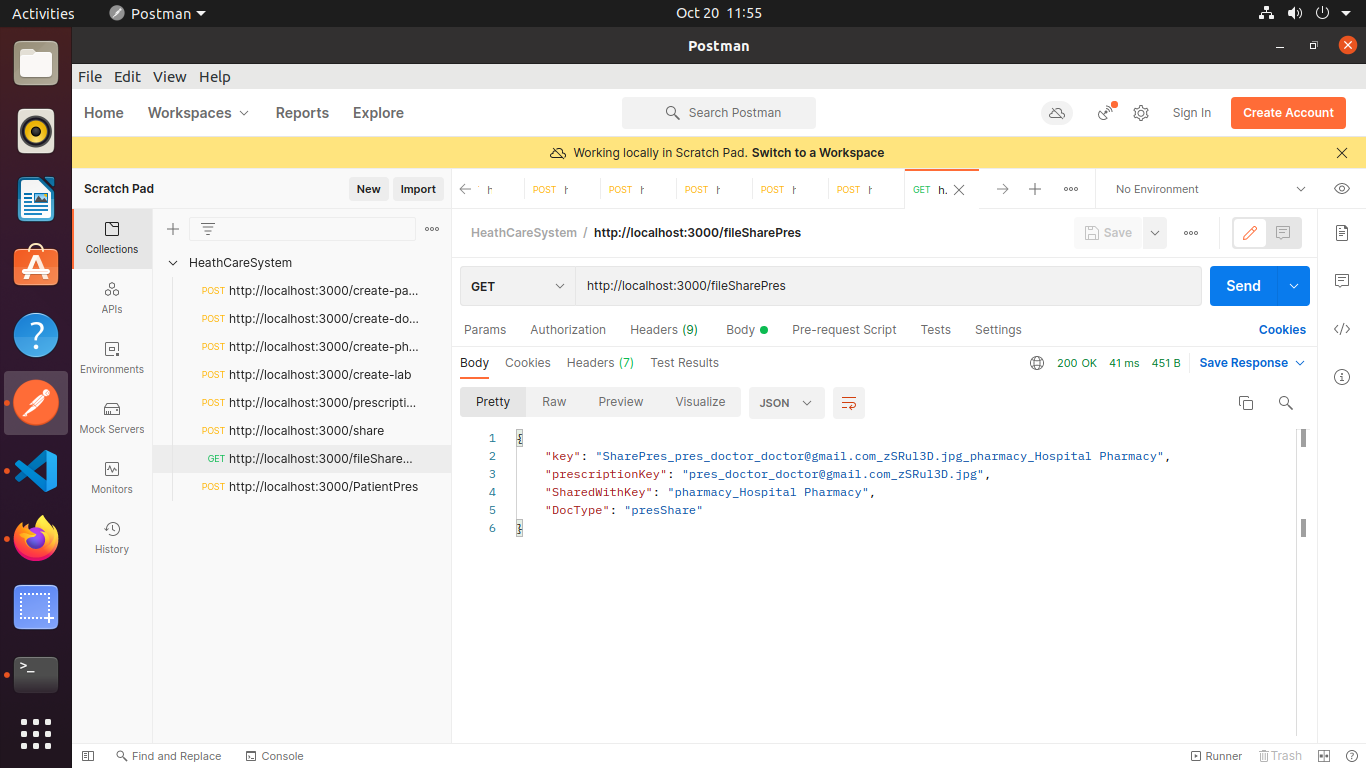 Activities Postman Oct 20 11:55
Postman
File Edit View Help
Home Workspaces Reports Explore Search Postman Sign In Create Account
Working locally in Scratch Pad. Switch to a Workspace
Scratch Pad New Import POST POST POST POST POST GET h. No Environment
Collections
APIs
Environments
Mock Servers
Monitors
History
HeathCareSystem
POST http://localhost:3000/create-pa...
POST http://localhost:3000/create-do...
POST http://localhost:3000/create-ph...
POST http://localhost:3000/create-lab
POST http://localhost:3000/prescripti...
POST http://localhost:3000/share
GET http://localhost:3000/fileShare...
POST http://localhost:3000/PatientPres
HeathCareSystem / http://localhost:3000/fileSharePres Save
GET http://localhost:3000/fileSharePres Send
Params Authorization Headers (9) Body Pre-request Script Tests Settings Cookies
Body Cookies Headers (7) Test Results 200 OK 41 ms 451 B Save Response
Pretty Raw Preview Visualize JSON
1 {
2 "key": "SharePres_pres_doctor_doctor@gmail.com_zSRul3D.jpg_pharmacy_Hospital Pharmacy",
3 "prescriptionKey": "pres_doctor_doctor@gmail.com_zSRul3D.jpg",
4 "SharedWithKey": "pharmacy_Hospital Pharmacy",
5 "DocType": "presShare"
6 }
Find and Replace Console Runner Trash